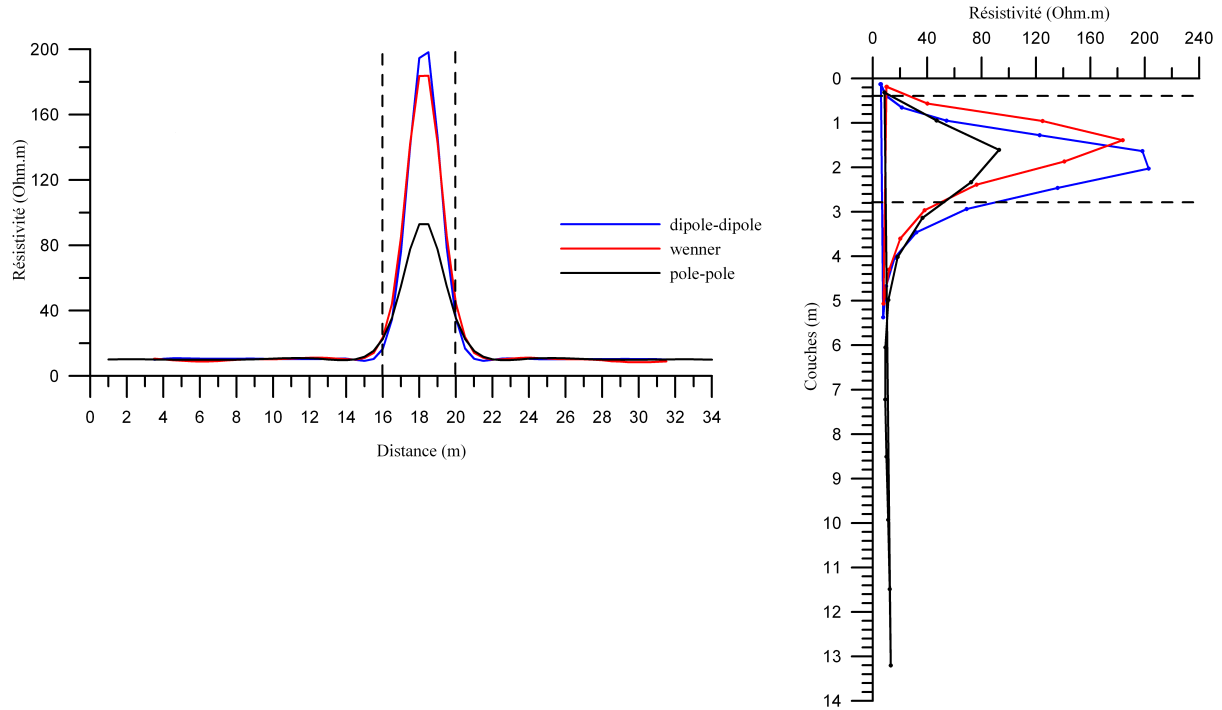 200
160
120
80
40
0
Résistivité (Ohm.m)
0 2 4 6 8 10 12 14 16 18 20 22 24 26 28 30 32 34
Distance (m)
dipole-dipole
wenner
pole-pole
Résistivité (Ohm.m)
0 40 80 120 160 200 240
0
1
2
3
4
5
6
7
8
9
10
11
12
13
14
Couches (m)